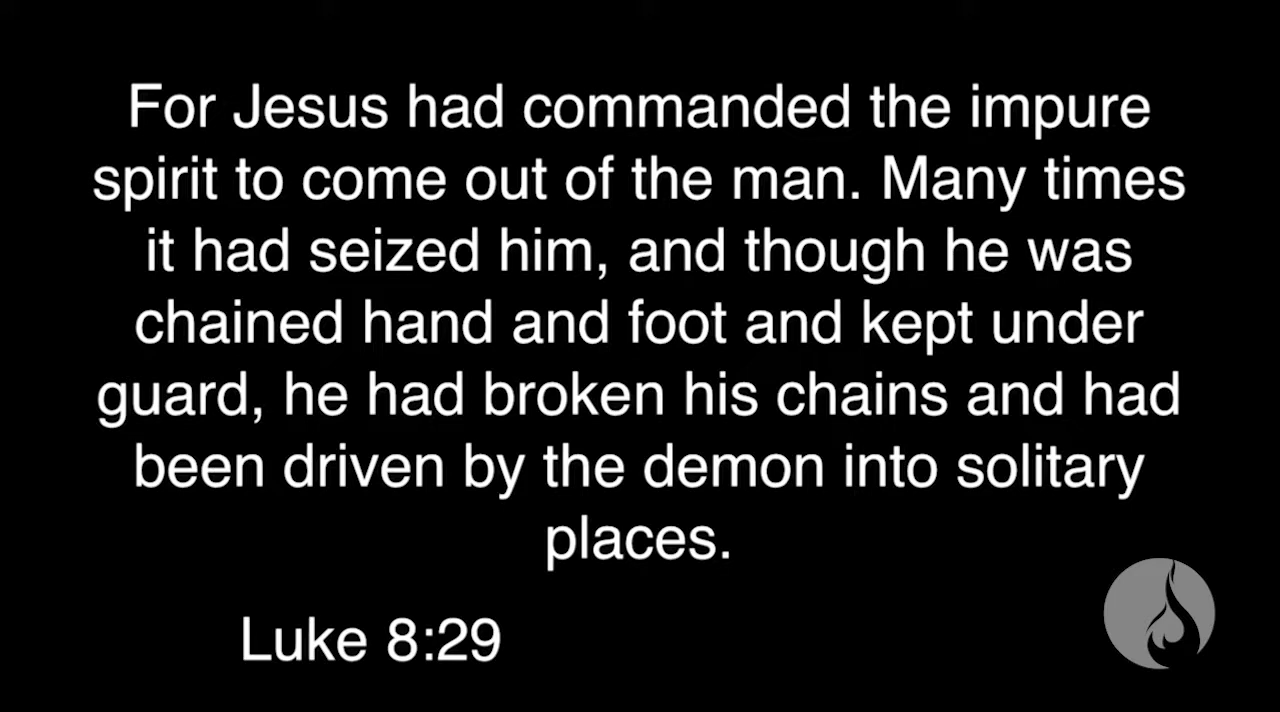 For Jesus had commanded the impure
spirit to come out of the man. Many times
it had seized him, and though he was
chained hand and foot and kept under
guard, he had broken his chains and had
been driven by the demon into solitary
places.
Luke 8:29